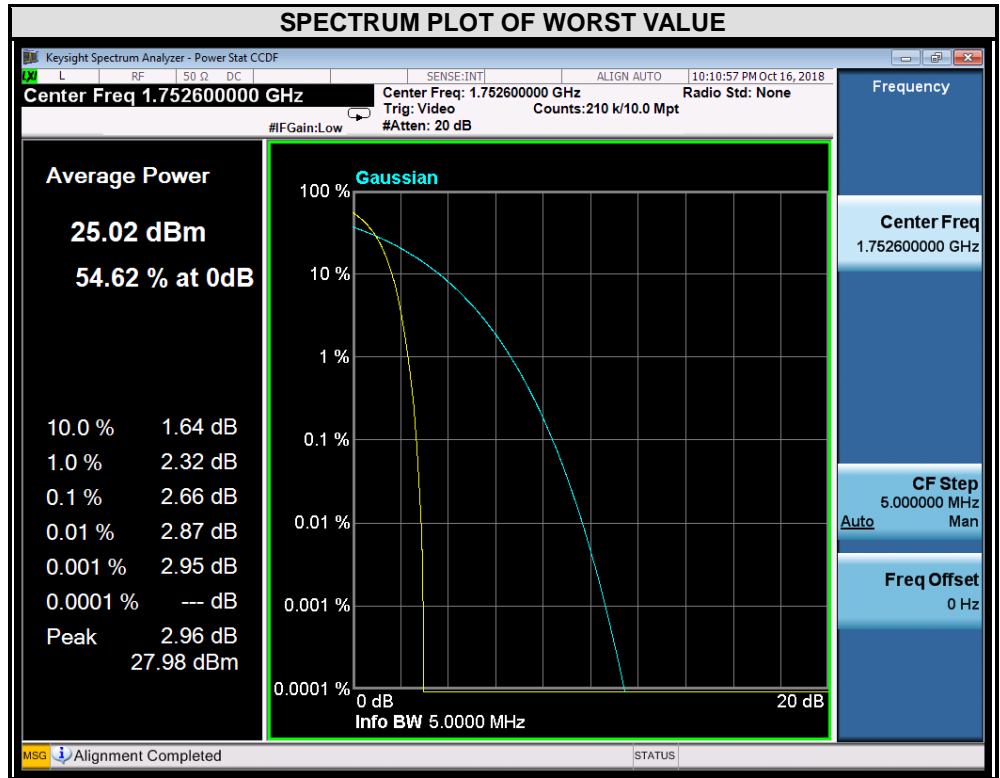 SPECTRUM PLOT OF WORST VALUE
Keysight Spectrum Analyzer - Power Stat CCDF
LXI L RF 50 Ω DC SENSE:INT ALIGN AUTO 10:10:57 PM Oct 16, 2018
Center Freq 1.752600000 GHz
Center Freq: 1.752600000 GHz Radio Std: None
Trig: Video Counts:210 k/10.0 Mpt
#IFGain:Low #Atten: 20 dB
Frequency
Average Power
25.02 dBm
54.62 % at 0dB
10.0 % 1.64 dB
1.0 % 2.32 dB
0.1 % 2.66 dB
0.01 % 2.87 dB
0.001 % 2.95 dB
0.0001 % --- dB
Peak 2.96 dB
27.98 dBm
Gaussian
100 %
10 %
1 %
0.1 %
0.01 %
0.001 %
0.0001 %
0 dB 20 dB
Info BW 5.0000 MHz
Center Freq
1.752600000 GHz
CF Step
5.000000 MHz
Auto Man
Freq Offset
0 Hz
MSG Alignment Completed STATUS